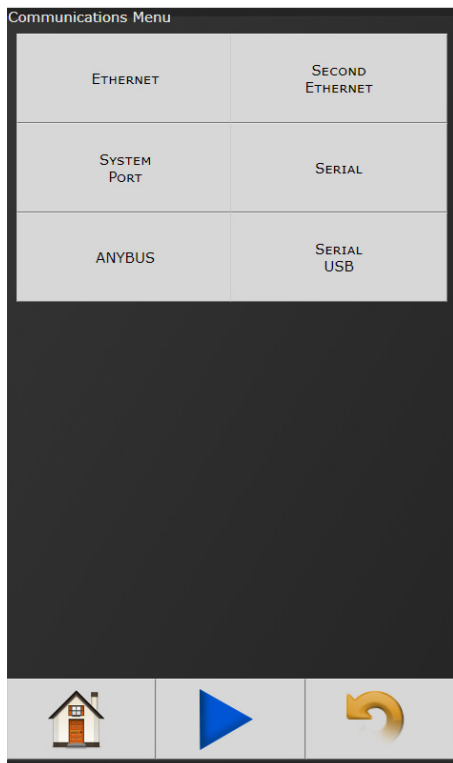 Communications Menu
Ethernet
Second
Ethernet
System
Port
Serial
ANYBUS
Serial
USB